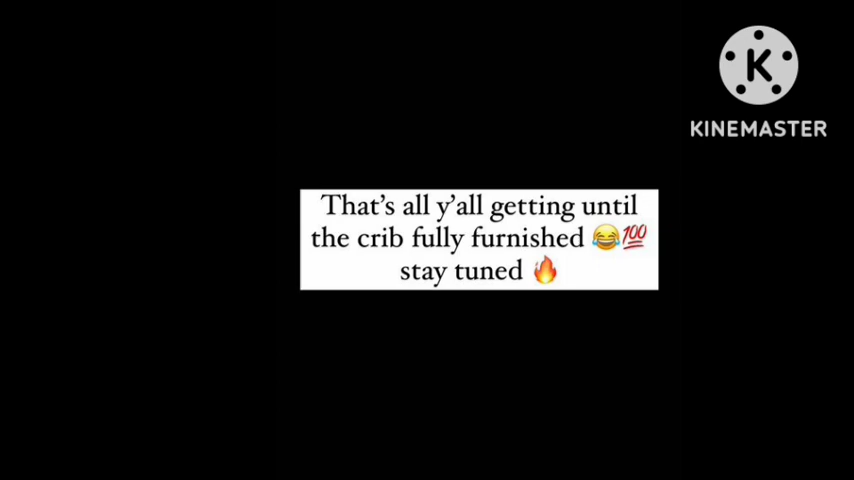 K
KINEMASTER
That's all y'all getting until
the crib fully furnished 😂💯
stay tuned 🔥